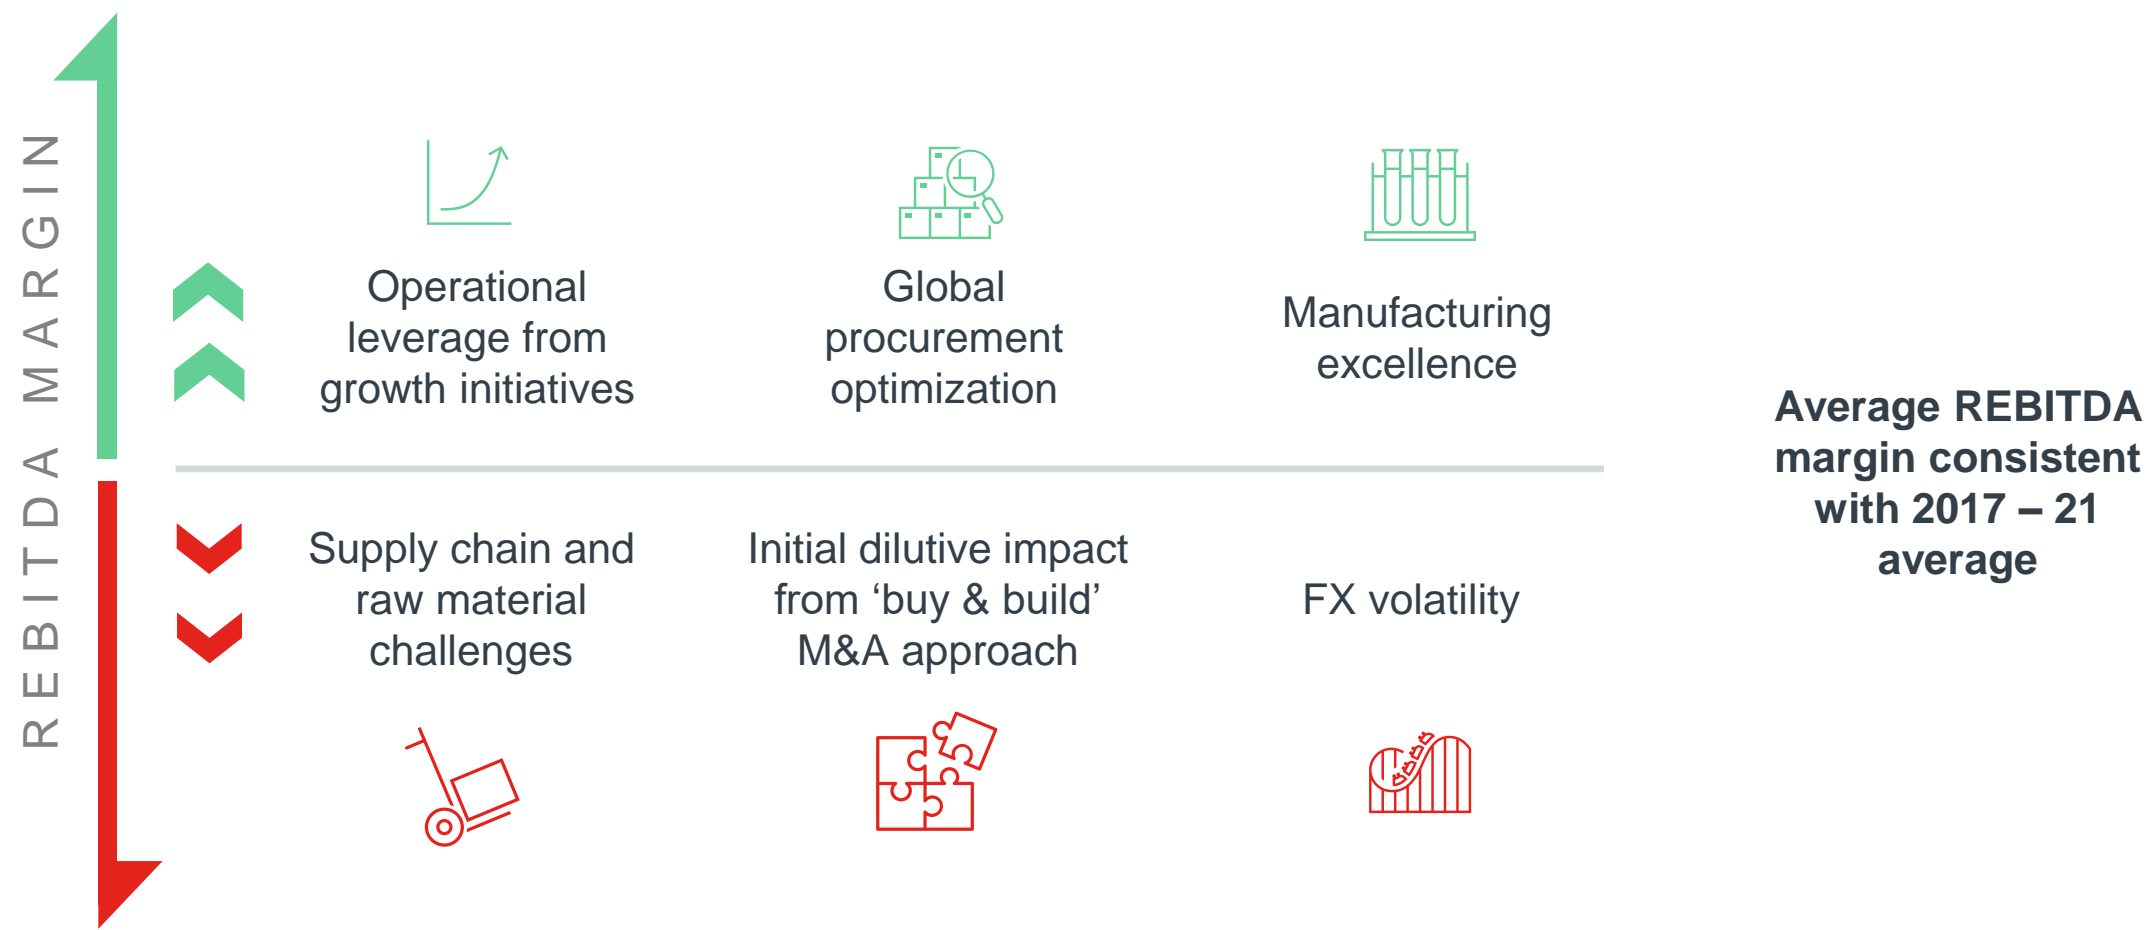 REBITDA MARGIN
Operational
leverage from
growth initiatives
Global
procurement
optimization
Manufacturing
excellence
Supply chain and
raw material
challenges
Initial dilutive impact
from ‘buy & build’
M&A approach
FX volatility
Average REBITDA
margin consistent
with 2017 – 21
average